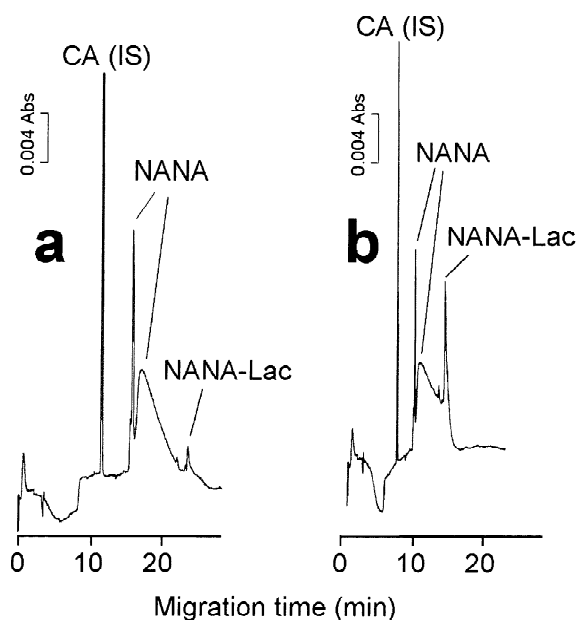 CA (IS)
0.004 Abs
NANA
a
NANA-Lac
0 10 20
CA (IS)
0.004 Abs
NANA
b
NANA-Lac
0 10 20
Migration time (min)